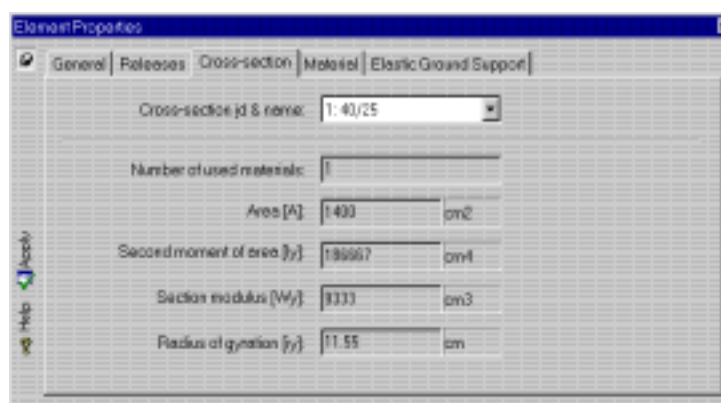 Element Properties
General Releases Cross-section Material Elastic Ground Support
Cross-section id & name: 1: 40/25
Number of used materials: 1
Area [A]: 1400 cm2
Second moment of area [Iy]: 186667 cm4
Section modulus [Wy]: 9333 cm3
Radius of gyration [iy]: 11.55 cm
Apply
Help